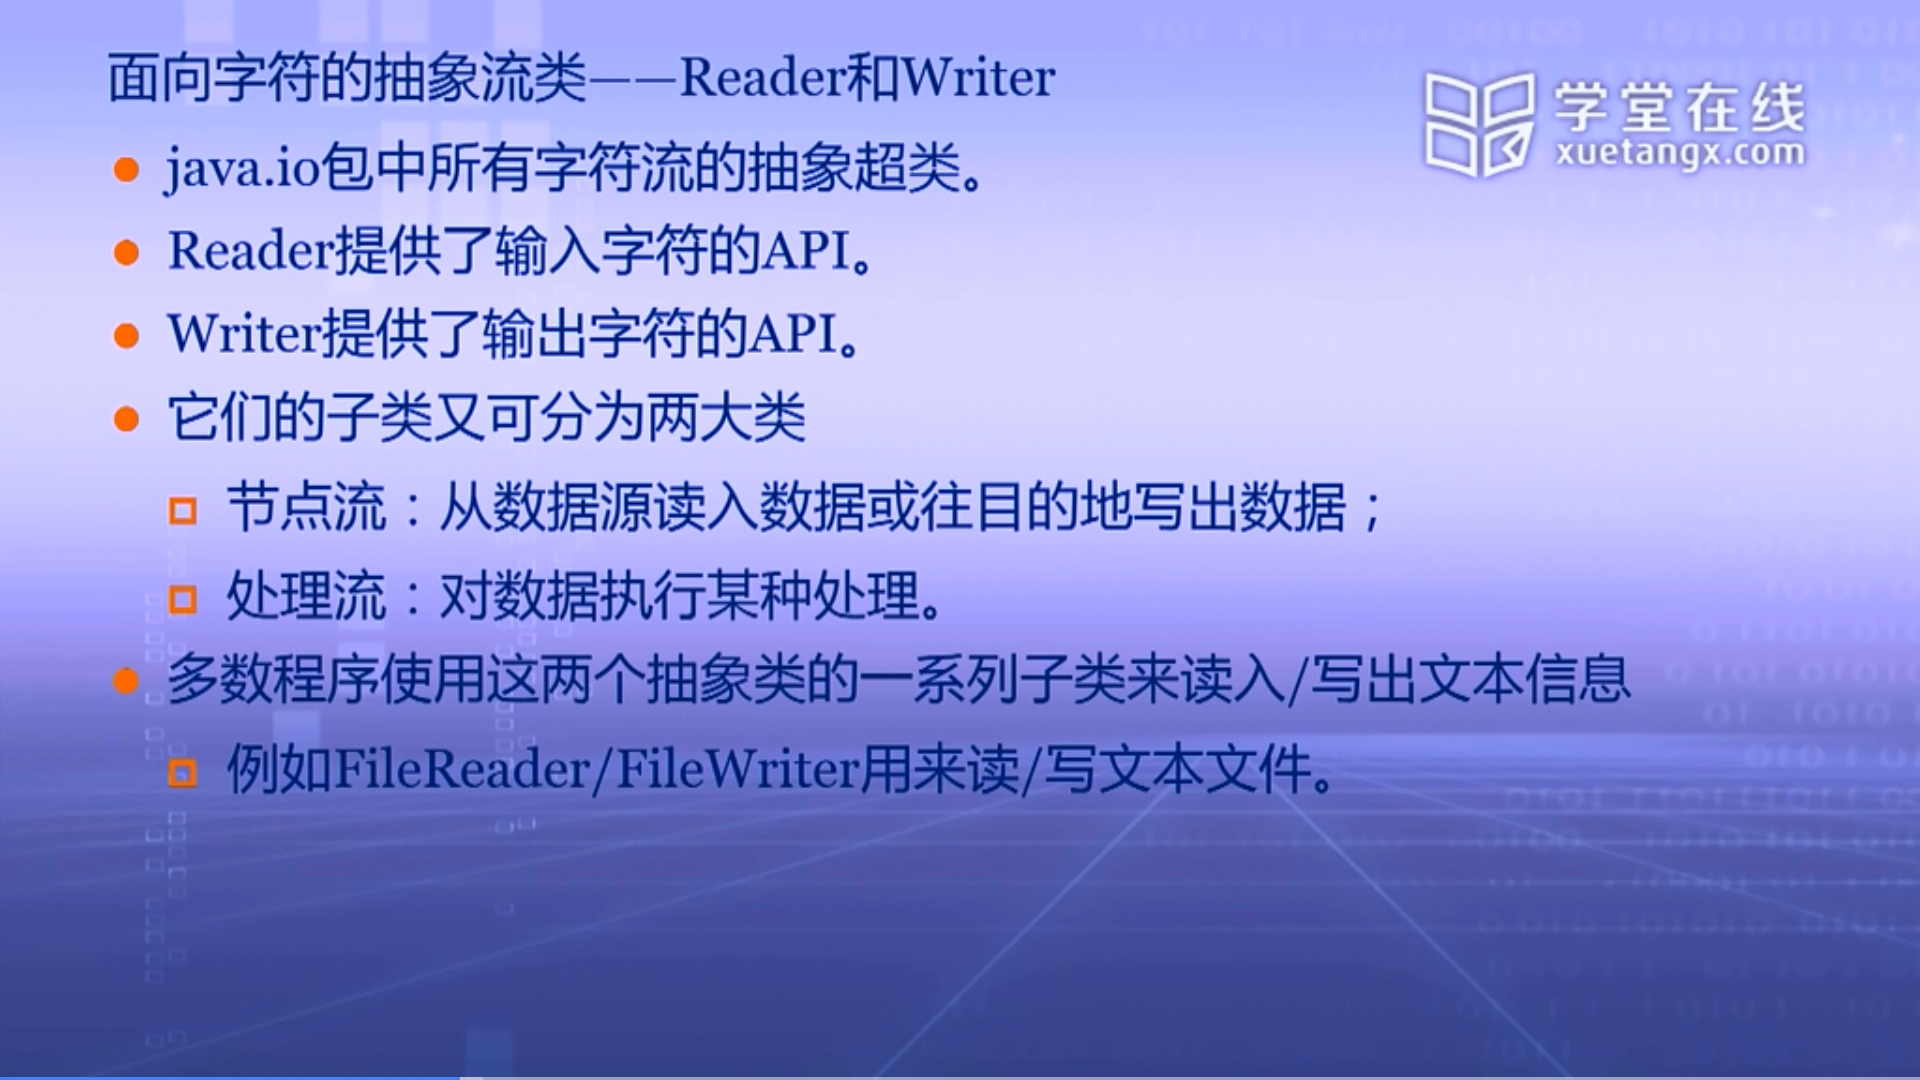 面向字符的抽象流类——Reader和Writer
学堂在线
xuetangx.com
java.io包中所有字符流的抽象超类。
Reader提供了输入字符的API。
Writer提供了输出字符的API。
它们的子类又可分为两大类
节点流：从数据源读入数据或往目的地写出数据；
处理流：对数据执行某种处理。
多数程序使用这两个抽象类的一系列子类来读入/写出文本信息
例如FileReader/FileWriter用来读/写文本文件。